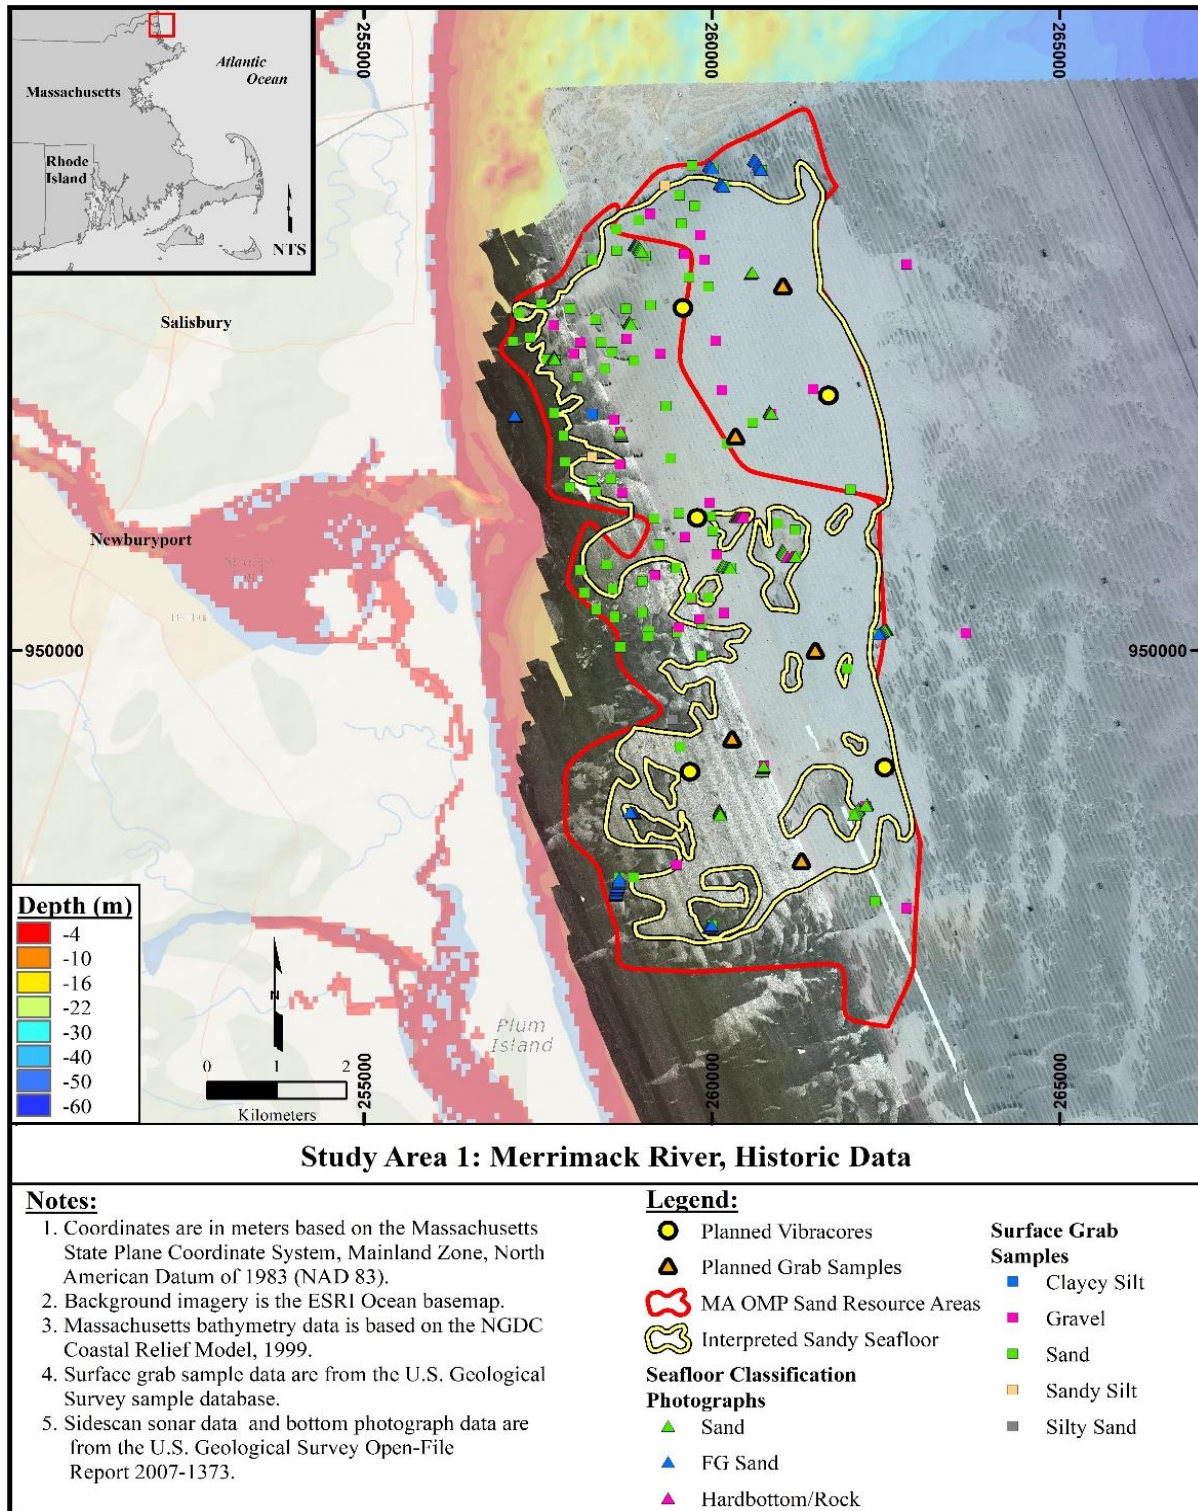 Atlantic
Ocean
Massachusetts
Rhode
Island
NTS
255000
260000
265000
Salisbury
Newburyport
950000
950000
Plum
Island
Depth (m)
-4
-10
-16
-22
-30
-40
-50
-60
N
0 1 2
Kilometers
255000
260000
265000
Study Area 1: Merrimack River, Historic Data
Notes:
1. Coordinates are in meters based on the Massachusetts
State Plane Coordinate System, Mainland Zone, North
American Datum of 1983 (NAD 83).
2. Background imagery is the ESRI Ocean basemap.
3. Massachusetts bathymetry data is based on the NGDC
Coastal Relief Model, 1999.
4. Surface grab sample data are from the U.S. Geological
Survey sample database.
5. Sidescan sonar data and bottom photograph data are
from the U.S. Geological Survey Open-File
Report 2007-1373.
Legend:
Planned Vibracores
Planned Grab Samples
MA OMP Sand Resource Areas
Interpreted Sandy Seafloor
Seafloor Classification
Photographs
Sand
FG Sand
Hardbottom/Rock
Surface Grab
Samples
Clayey Silt
Gravel
Sand
Sandy Silt
Silty Sand